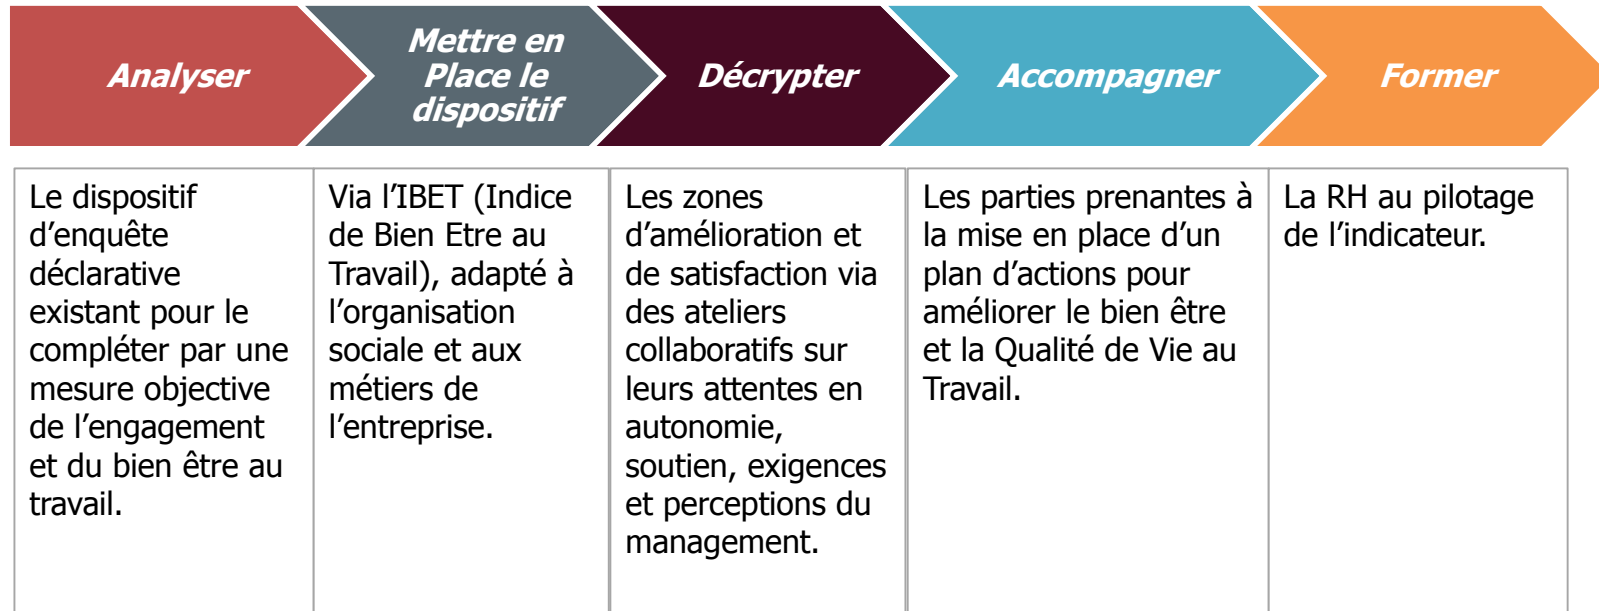 Analyser
Mettre en
Place le
dispositif
Décrypter
Accompagner
Former
Le dispositif
d’enquête
déclarative
existant pour le
compléter par une
mesure objective
de l’engagement
et du bien être au
travail.
Via l’IBET (Indice
de Bien Etre au
Travail), adapté à
l’organisation
sociale et aux
métiers de
l’entreprise.
Les zones
d’amélioration et
de satisfaction via
des ateliers
collaboratifs sur
leurs attentes en
autonomie,
soutien, exigences
et perceptions du
management.
Les parties prenantes à
la mise en place d’un
plan d’actions pour
améliorer le bien être
et la Qualité de Vie au
Travail.
La RH au pilotage
de l’indicateur.